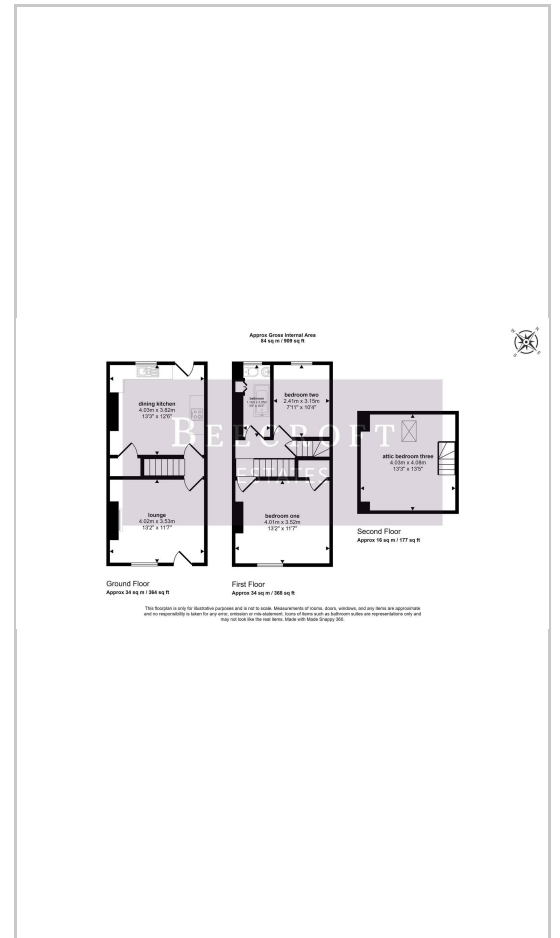 Approx Gross Internal Area
84 sq m / 909 sq ft
dining kitchen
4.03m x 3.82m
13'3" x 12'6"
lounge
4.02m x 3.53m
13'2" x 11'7"
Ground Floor
Approx 34 sq m / 364 sq ft
bathroom
bedroom two
2.41m x 3.15m
7'11" x 10'4"
bedroom one
4.01m x 3.52m
13'2" x 11'7"
First Floor
Approx 34 sq m / 368 sq ft
attic bedroom three
4.03m x 4.08m
13'3" x 13'5"
Second Floor
Approx 16 sq m / 177 sq ft
BELCROFT
ESTATES
N
E
S
W
This floorplan is only for illustrative purposes and is not to scale. Measurements of rooms, doors, windows, and any items are approximate
and no responsibility is taken for any error, omission or mis-statement. Icons of items such as bathroom suites are representations only and
may not look like the real items. Made with Made Snappy 360.